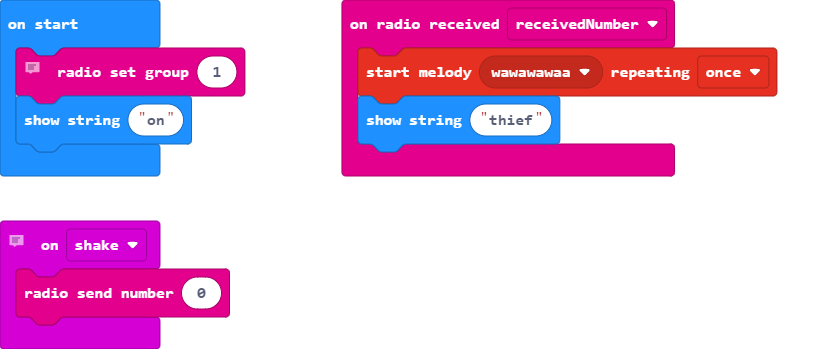 on start
radio set group 1
show string "on"
on radio received receivedNumber
start melody wawawawaa repeating once
show string "thief"
on shake
radio send number 0